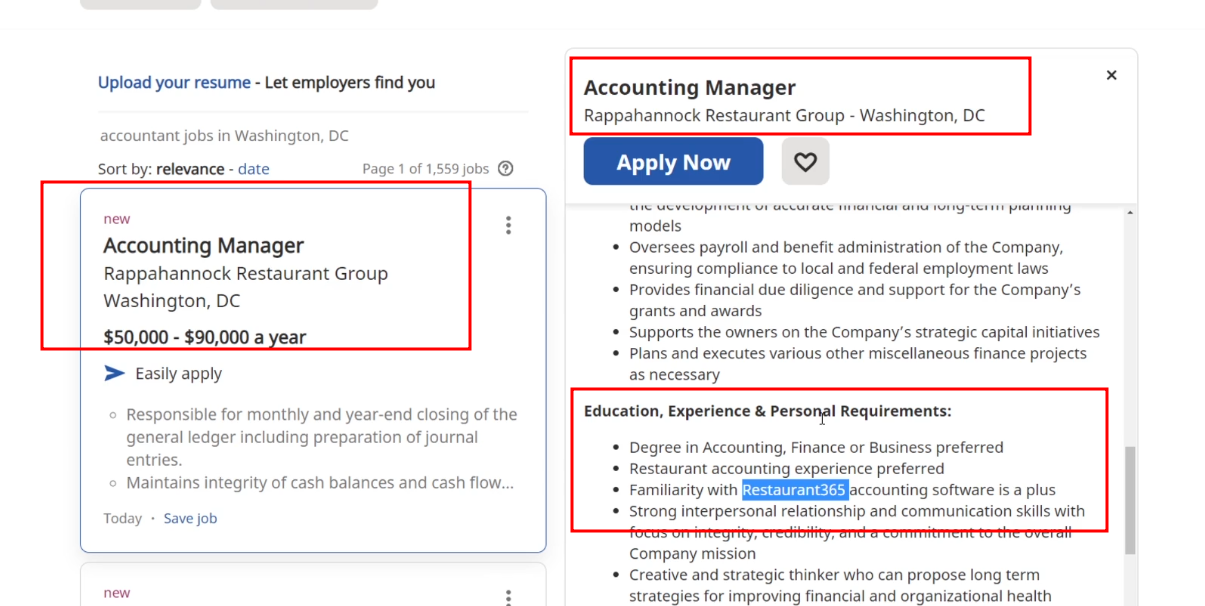 Upload your resume - Let employers find you
accountant jobs in Washington, DC
Sort by: relevance - date
Page 1 of 1,559 jobs
new
Accounting Manager
Rappahannock Restaurant Group
Washington, DC
$50,000 - $90,000 a year
Easily apply
Responsible for monthly and year-end closing of the
general ledger including preparation of journal
entries.
Maintains integrity of cash balances and cash flow...
Today · Save job
new
Accounting Manager
Rappahannock Restaurant Group - Washington, DC
Apply Now
the development of accurate financial and long-term planning
models
Oversees payroll and benefit administration of the Company,
ensuring compliance to local and federal employment laws
Provides financial due diligence and support for the Company's
grants and awards
Supports the owners on the Company's strategic capital initiatives
Plans and executes various other miscellaneous finance projects
as necessary
Education, Experience & Personal Requirements:
Degree in Accounting, Finance or Business preferred
Restaurant accounting experience preferred
Familiarity with Restaurant365 accounting software is a plus
Strong interpersonal relationship and communication skills with
focus on integrity, credibility, and a commitment to the overall
Company mission
Creative and strategic thinker who can propose long term
strategies for improving financial and organizational health